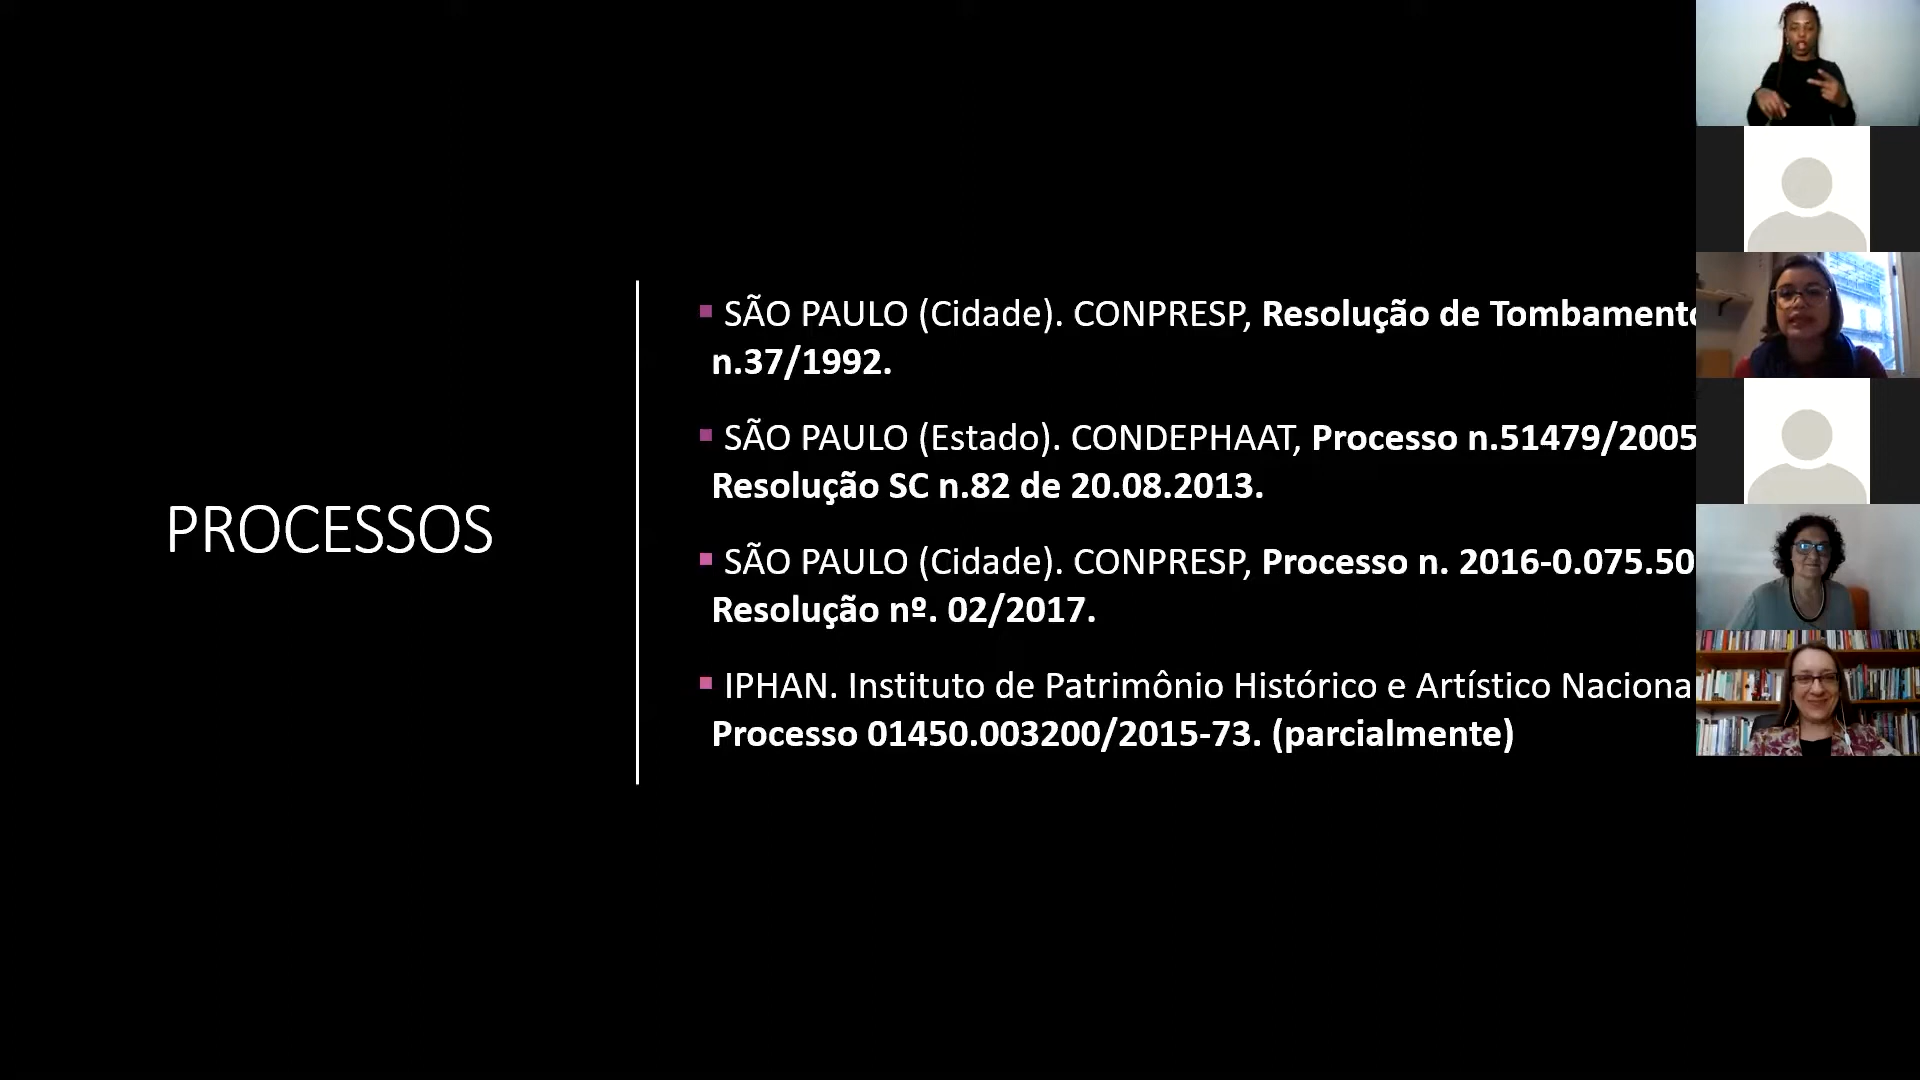 PROCESSOS
▪ SÃO PAULO (Cidade). CONPRESP, Resolução de Tombamento
n.37/1992.
▪ SÃO PAULO (Estado). CONDEPHAAT, Processo n.51479/2005
Resolução SC n.82 de 20.08.2013.
▪ SÃO PAULO (Cidade). CONPRESP, Processo n. 2016-0.075.50
Resolução nº. 02/2017.
▪ IPHAN. Instituto de Patrimônio Histórico e Artístico Naciona
Processo 01450.003200/2015-73. (parcialmente)